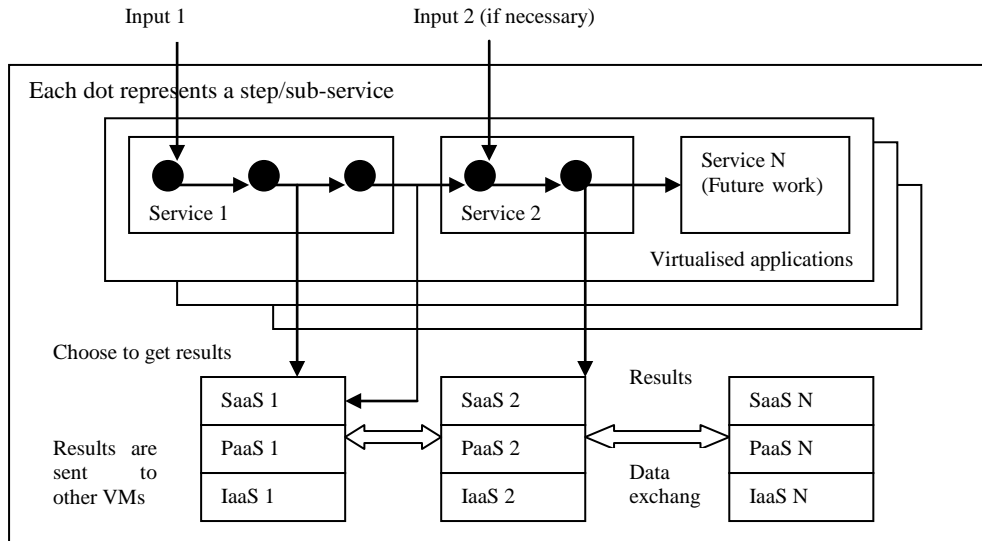 Input 1
Input 2 (if necessary)
Each dot represents a step/sub-service
Service 1
Service 2
Service N
(Future work)
Virtualised applications
Choose to get results
SaaS 1
PaaS 1
IaaS 1
SaaS 2
PaaS 2
IaaS 2
Results
Data
exchang
SaaS N
PaaS N
IaaS N
Results are
sent to
other VMs